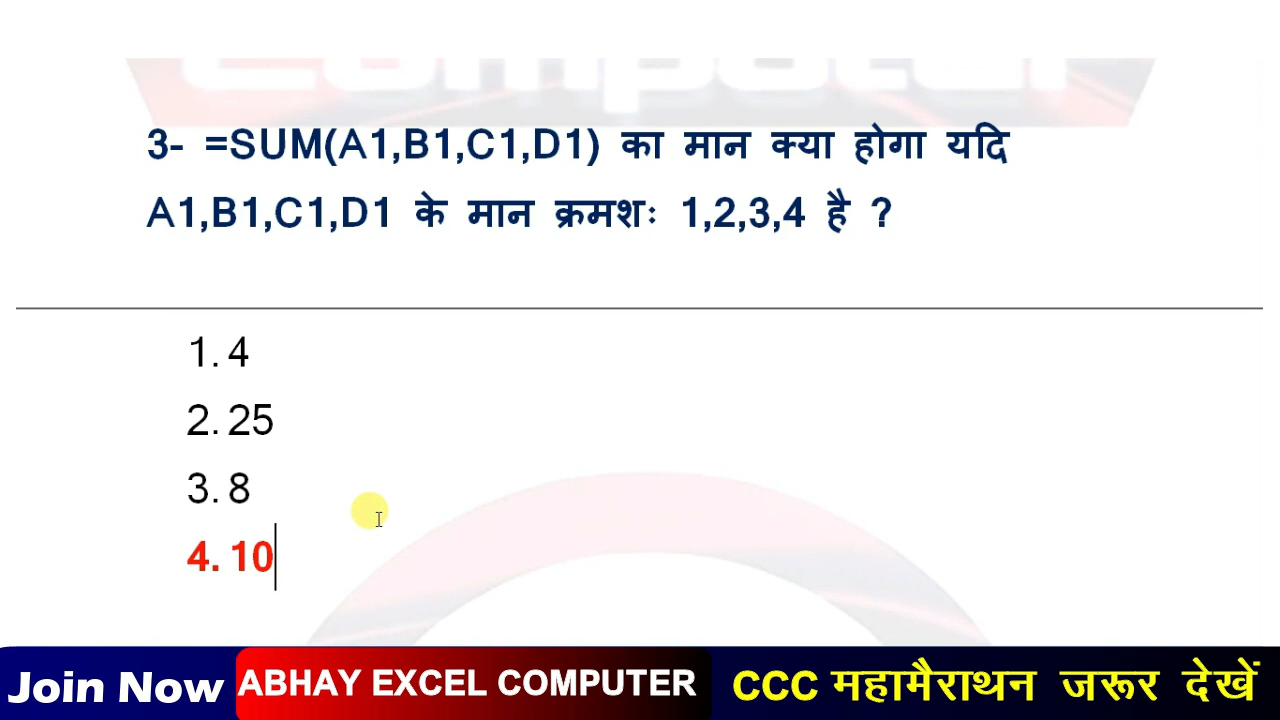 Computer
3- =SUM(A1,B1,C1,D1) का मान क्या होगा यदि
A1,B1,C1,D1 के मान क्रमशः 1,2,3,4 है ?
1. 4
2. 25
3. 8
4. 10
Join Now ABHAY EXCEL COMPUTER CCC महामैराथन जरूर देखें